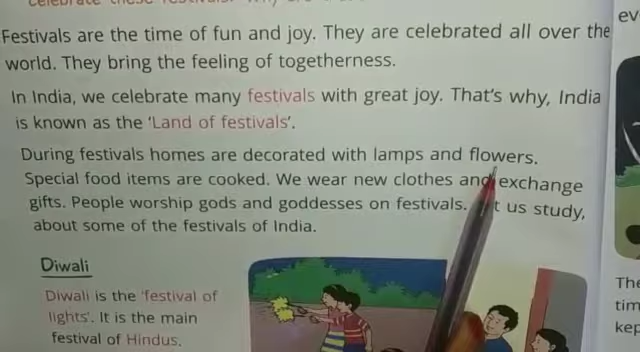 Festivals are the time of fun and joy. They are celebrated all over the
world. They bring the feeling of togetherness.
In India, we celebrate many festivals with great joy. That's why, India
is known as the 'Land of festivals'.
During festivals homes are decorated with lamps and flowers.
Special food items are cooked. We wear new clothes and exchange
gifts. People worship gods and goddesses on festivals. us study,
about some of the festivals of India.
Diwali
Diwali is the 'festival of
lights'. It is the main
festival of Hindus.
ev
The
tim
kep